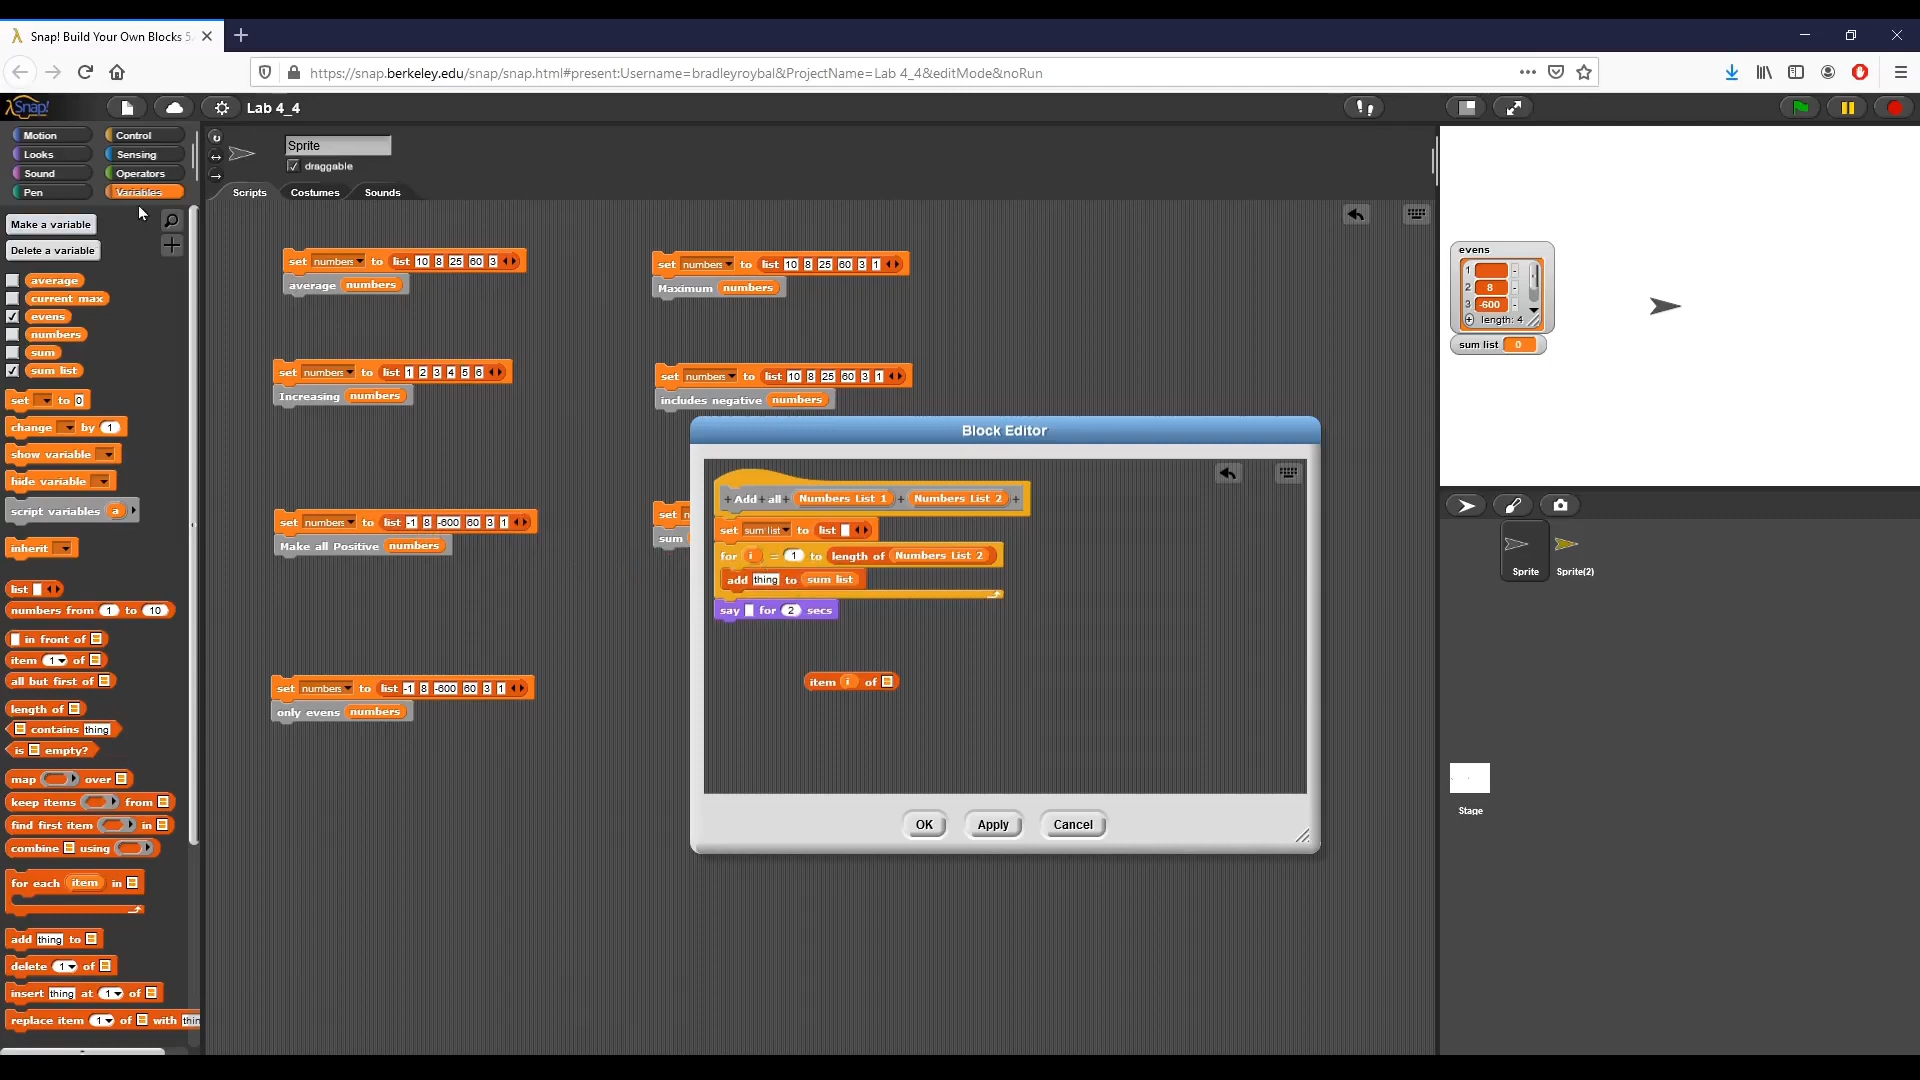 Snap! Build Your Own Blocks 5.
https://snap.berkeley.edu/snap/snap.html#present:Username=bradleyroybal&ProjectName=Lab 4_4&editMode&noRun
Snap!
Lab 4_4
Motion Control
Looks Sensing
Sound Operators
Pen Variables
Sprite
draggable
Scripts Costumes Sounds
Make a variable
Delete a variable
average
current max
evens
numbers
sum
sum list
set to 0
change by 1
show variable
hide variable
script variables a
inherit
list
numbers from 1 to 10
in front of
item 1 of
all but first of
length of
contains thing
is empty?
map over
keep items from
find first item in
combine using
for each item in
add thing to
delete 1 of
insert thing at 1 of
replace item 1 of with thin
set numbers to list 10 8 25 60 3
average numbers
set numbers to list 10 8 25 60 3 1
Maximum numbers
set numbers to list 1 2 3 4 5 6
Increasing numbers
set numbers to list 10 8 25 60 3 1
includes negative numbers
set numbers to list -1 8 -600 60 3 1
Make all Positive numbers
set n
sum
set numbers to list -1 8 -600 60 3 1
only evens numbers
Block Editor
+ Add + all + Numbers List 1 + Numbers List 2 +
set sum list to list
for i = 1 to length of Numbers List 2
add thing to sum list
say for 2 secs
item i of
OK Apply Cancel
evens
1 -
2 8 -
3 -600 -
+ length: 4
sum list 0
Sprite Sprite(2)
Stage